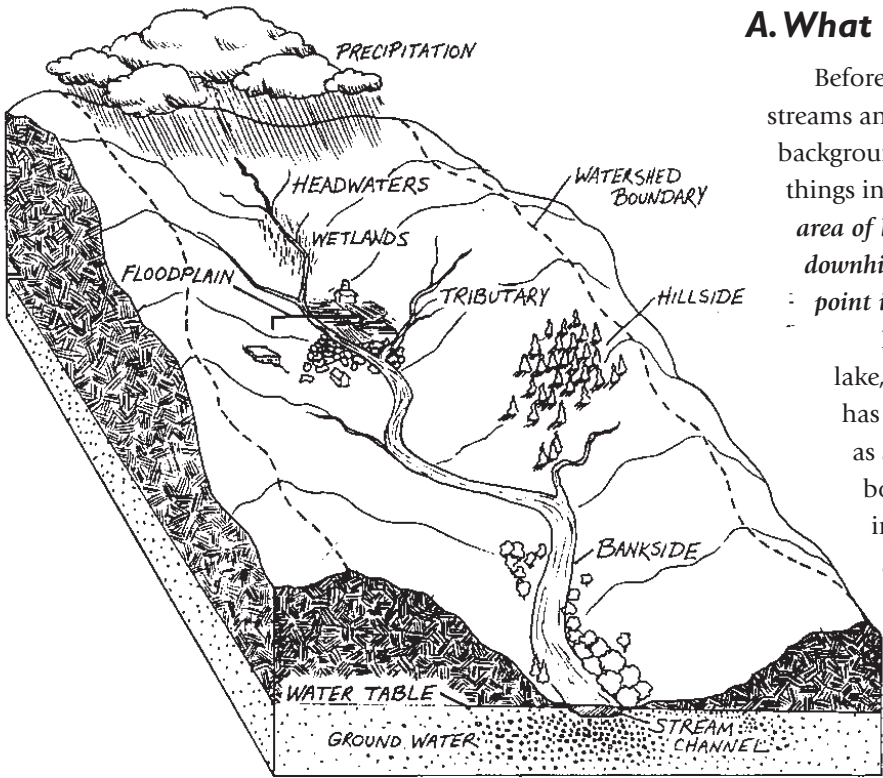 PRECIPITATION
HEADWATERS
WATERSHED
BOUNDARY
WETLANDS
FLOODPLAIN
TRIBUTARY
HILLSIDE
BANKSIDE
WATER TABLE
GROUND WATER
STREAM
CHANNEL
A. What
Before
streams an
backgroun
things in
area of
downhi
point i
lake,
has
as
bo
in